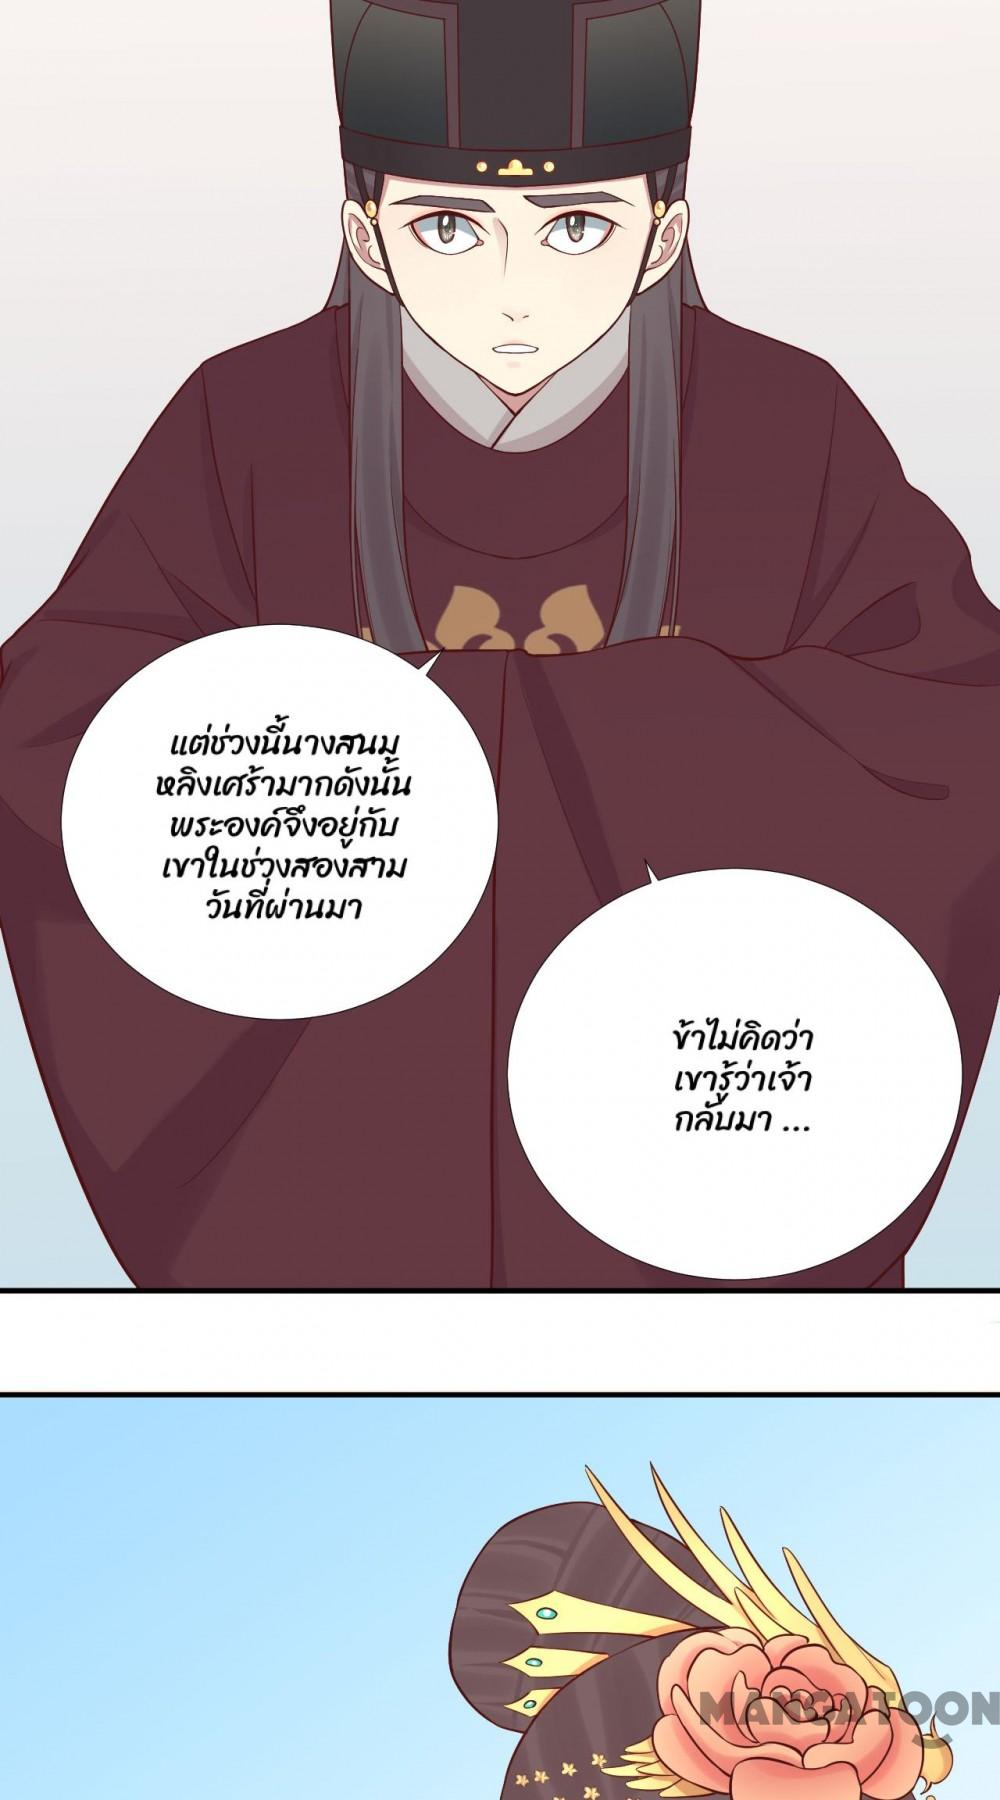 แต่ช่วงนี้นางสนม
หลิงเศร้ามากดังนั้น
พระองค์จึงอยู่กับ
เขาในช่วงสองสาม
วันที่ผ่านมา
ข้าไม่คิดว่า
เขารู้ว่าเจ้า
กลับมา ...
MANGATOON